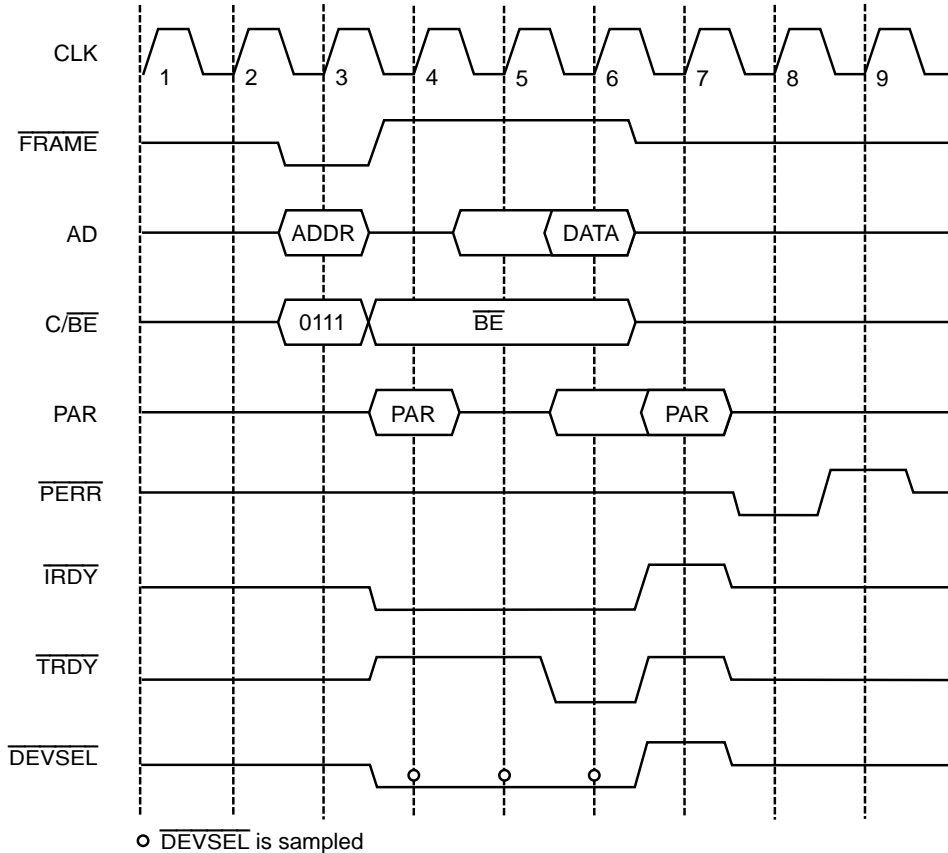 CLK
1 2 3 4 5 6 7 8 9
FRAME
AD
ADDR DATA
C/BE
0111 BE
PAR
PAR PAR
PERR
IRDY
TRDY
DEVSEL
DEVSEL is sampled